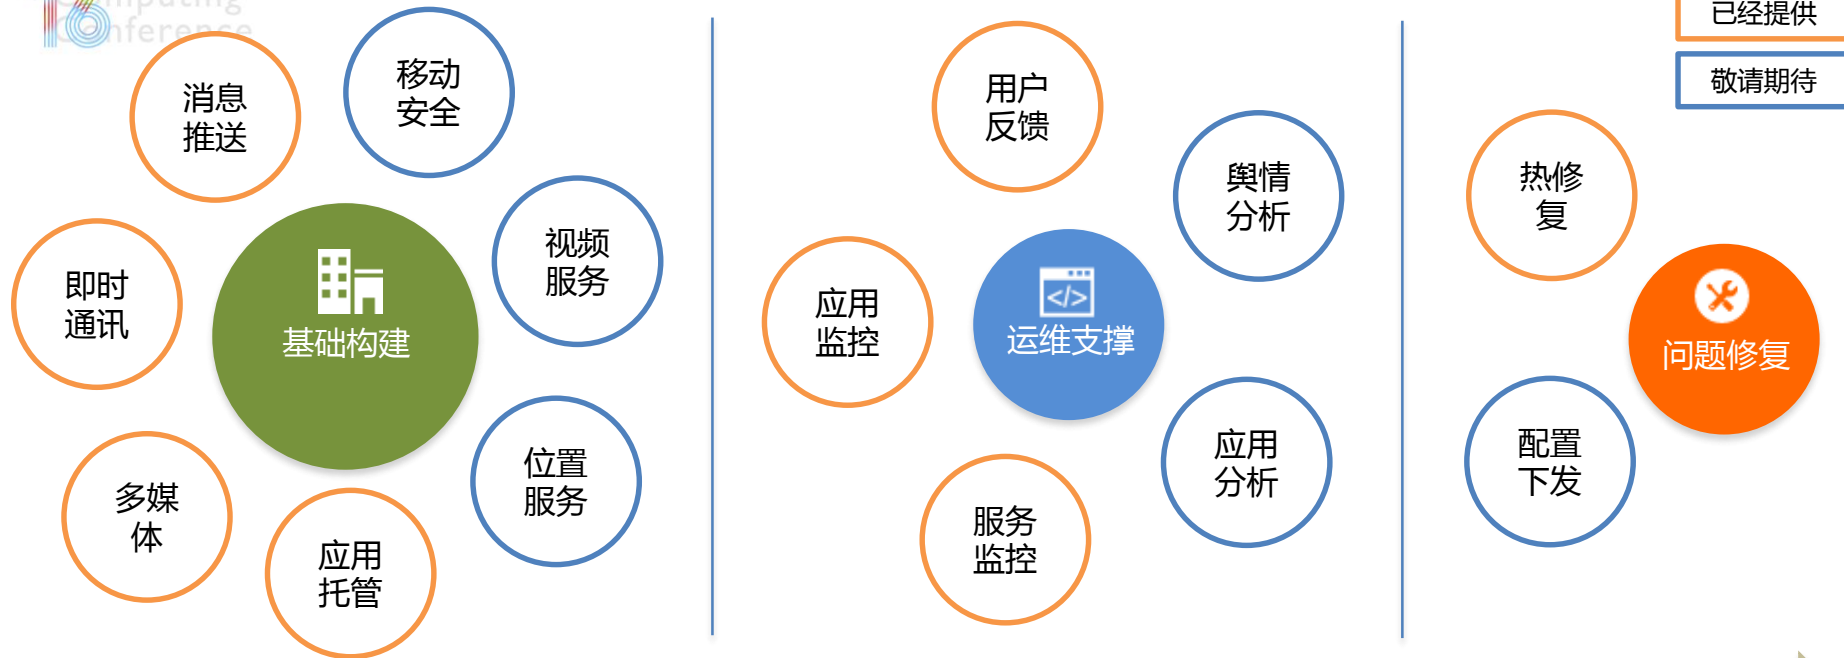 Computing
Conference
消息
推送
移动
安全
即时
通讯
视频
服务
基础构建
多媒
体
位置
服务
应用
托管
用户
反馈
舆情
分析
应用
监控
运维支撑
应用
分析
服务
监控
已经提供
敬请期待
热修
复
问题修复
配置
下发